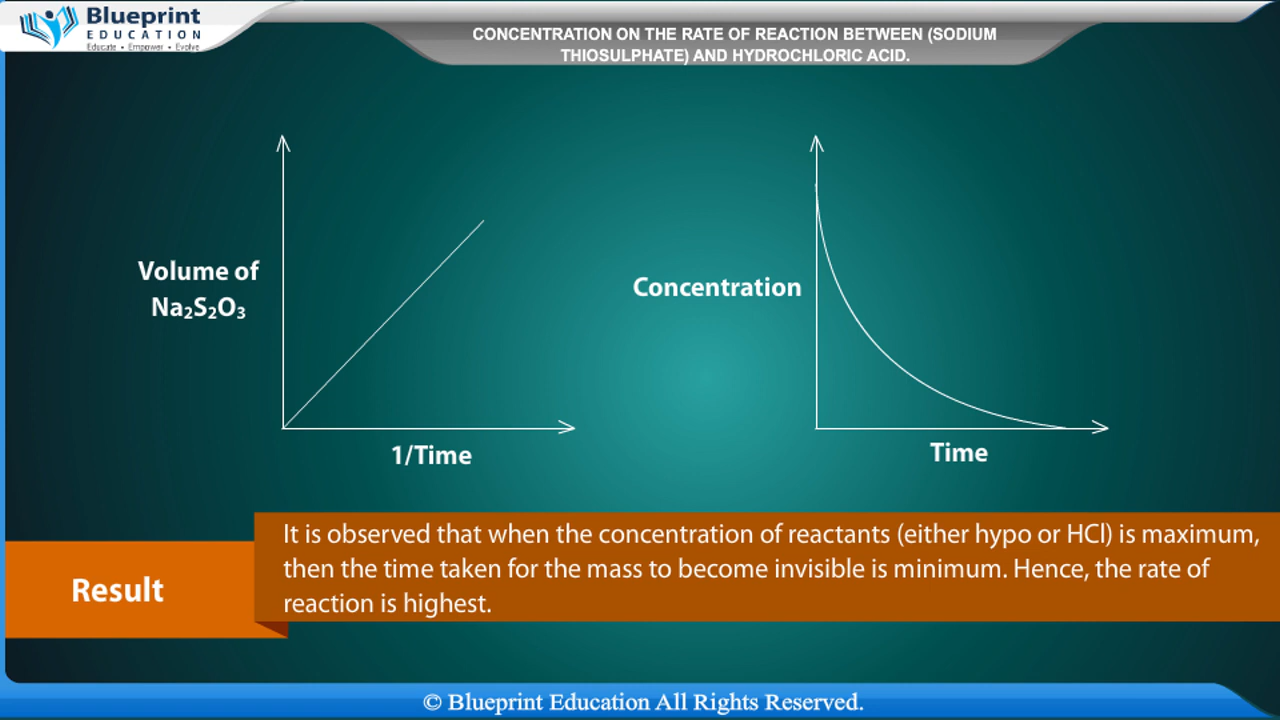 Blueprint
EDUCATION
Educate • Empower • Evolve
CONCENTRATION ON THE RATE OF REACTION BETWEEN (SODIUM
THIOSULPHATE) AND HYDROCHLORIC ACID.
Volume of
Na₂S₂O₃
1/Time
Concentration
Time
Result
It is observed that when the concentration of reactants (either hypo or HCl) is maximum,
then the time taken for the mass to become invisible is minimum. Hence, the rate of
reaction is highest.
© Blueprint Education All Rights Reserved.